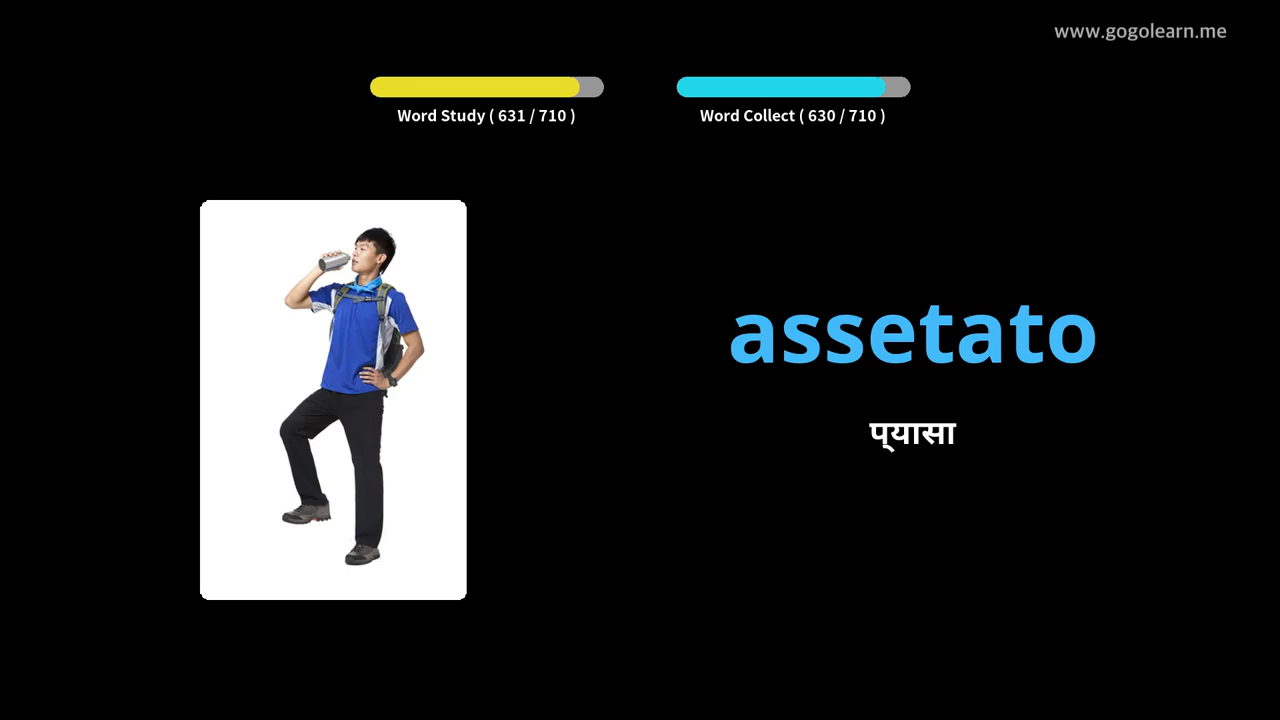 www.gogolearn.me
Word Study ( 631 / 710 )
Word Collect ( 630 / 710 )
assetato
प्यासा